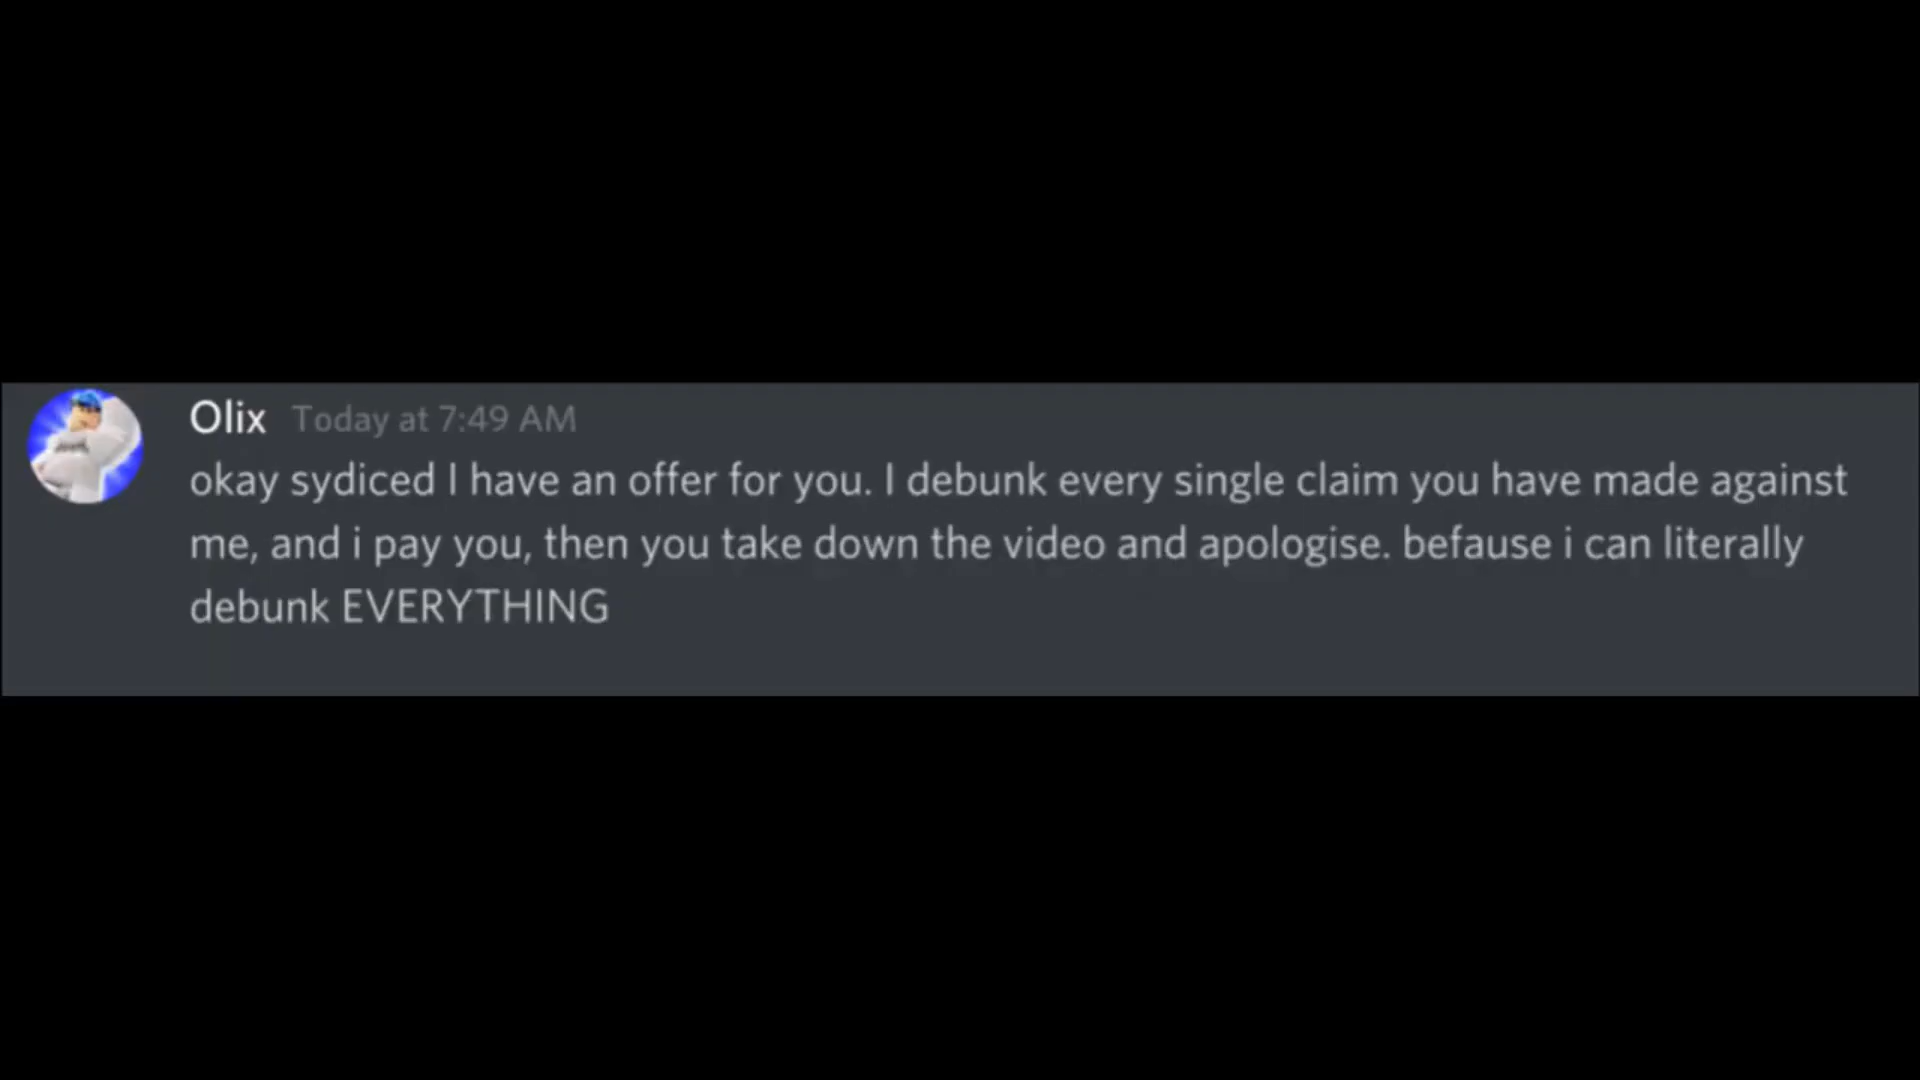 Olix Today at 7:49 AM
okay sydiced I have an offer for you. I debunk every single claim you have made against
me, and i pay you, then you take down the video and apologise. befause i can literally
debunk EVERYTHING